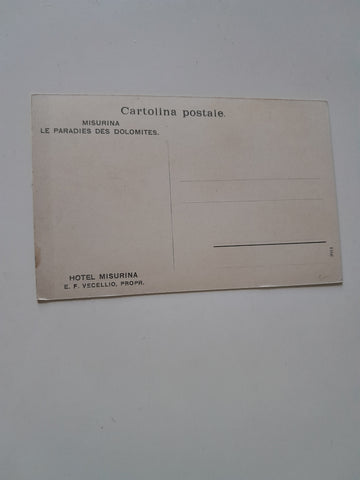 Cartolina postale.
MISURINA
LE PARADIES DES DOLOMITES.
HOTEL MISURINA
E. F. VECELLIO, PROPR.